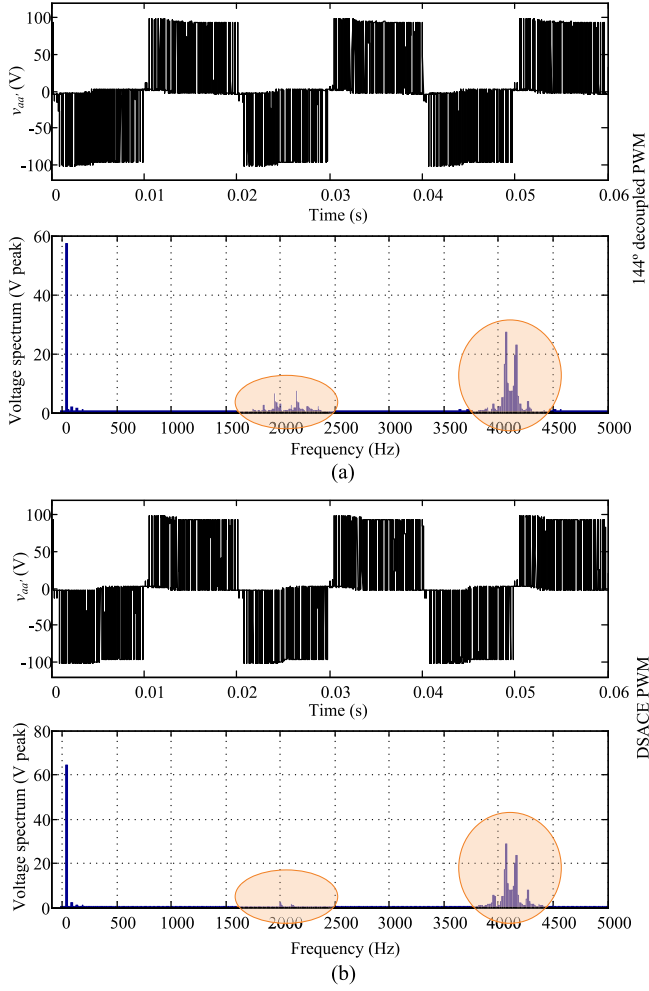 100
50
0
-50
-100
v_{aa'} (V)
0 0.01 0.02 0.03 0.04 0.05 0.06
Time (s)
60
40
20
0
Voltage spectrum (V peak)
0 500 1000 1500 2000 2500 3000 3500 4000 4500 5000
Frequency (Hz)
(a)
144º decoupled PWM
100
50
0
-50
-100
v_{aa'} (V)
0 0.01 0.02 0.03 0.04 0.05 0.06
Time (s)
80
60
40
20
0
Voltage spectrum (V peak)
0 500 1000 1500 2000 2500 3000 3500 4000 4500 5000
Frequency (Hz)
(b)
DSACE PWM